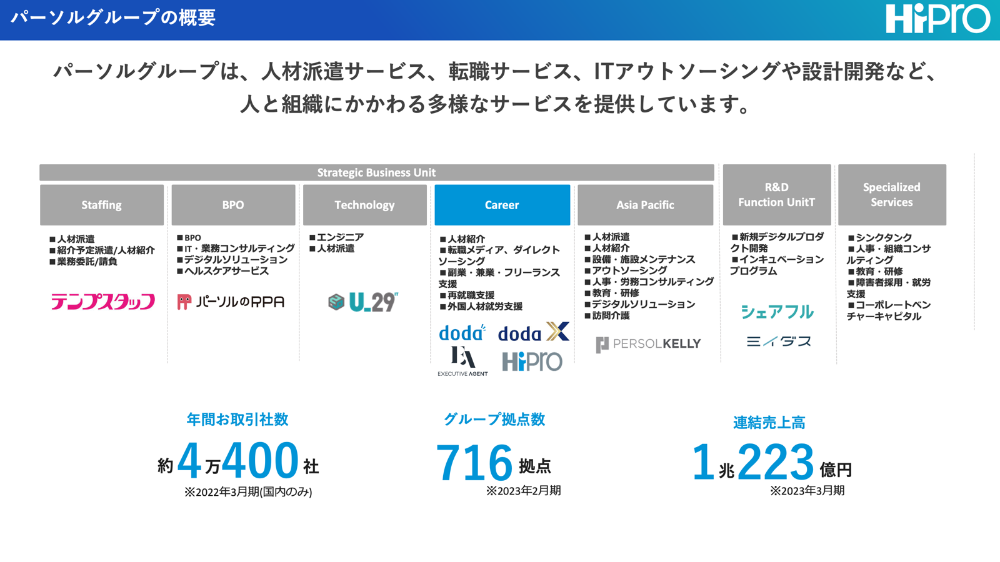 パーソルグループの概要
HiPro
パーソルグループは、人材派遣サービス、転職サービス、ITアウトソーシングや設計開発など、
人と組織にかかわる多様なサービスを提供しています。
Strategic Business Unit
Staffing
■人材派遣
■紹介予定派遣/人材紹介
■業務委託/請負
テンプスタッフ
BPO
■BPO
■IT・業務コンサルティング
■デジタルソリューション
■ヘルスケアサービス
パーソルのRPA
Technology
■エンジニア
■人材派遣
U_29 IT
Career
■人材紹介
■転職メディア、ダイレクト
ソーシング
■副業・兼業・フリーランス
支援
■再就職支援
■外国人材就労支援
doda
doda X
EA
EXECUTIVE AGENT
HiPro
Asia Pacific
■人材派遣
■人材紹介
■設備・施設メンテナンス
■アウトソーシング
■人事・労務コンサルティング
■教育・研修
■デジタルソリューション
■訪問介護
PERSOLKELLY
R&D
Function UnitT
■新規デジタルプロダ
クト開発
■インキュベーション
プログラム
シェアフル
ミイダス
Specialized
Services
■シンクタンク
■人事・組織コンサ
ルティング
■教育・研修
■障害者採用・就労
支援
■コーポレートベン
チャーキャピタル
年間お取引社数
約4万400社
※2022年3月期(国内のみ)
グループ拠点数
716拠点
※2023年2月期
連結売上高
1兆223億円
※2023年3月期